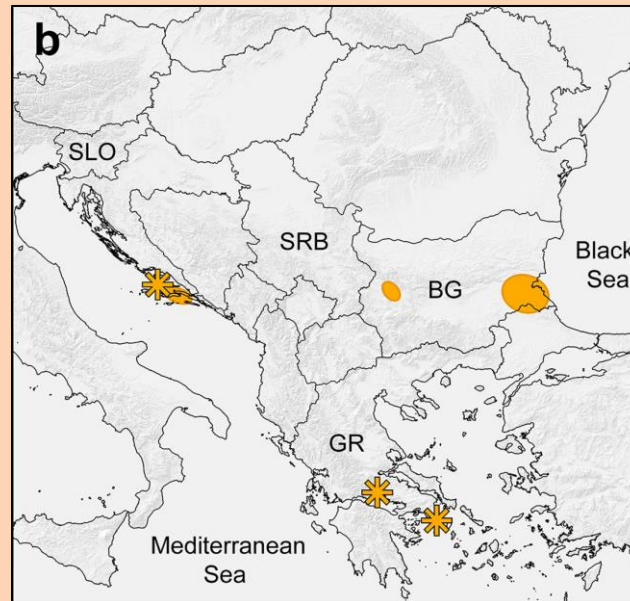 b
SLO
SRB
BG
Black
Sea
GR
Mediterranean
Sea